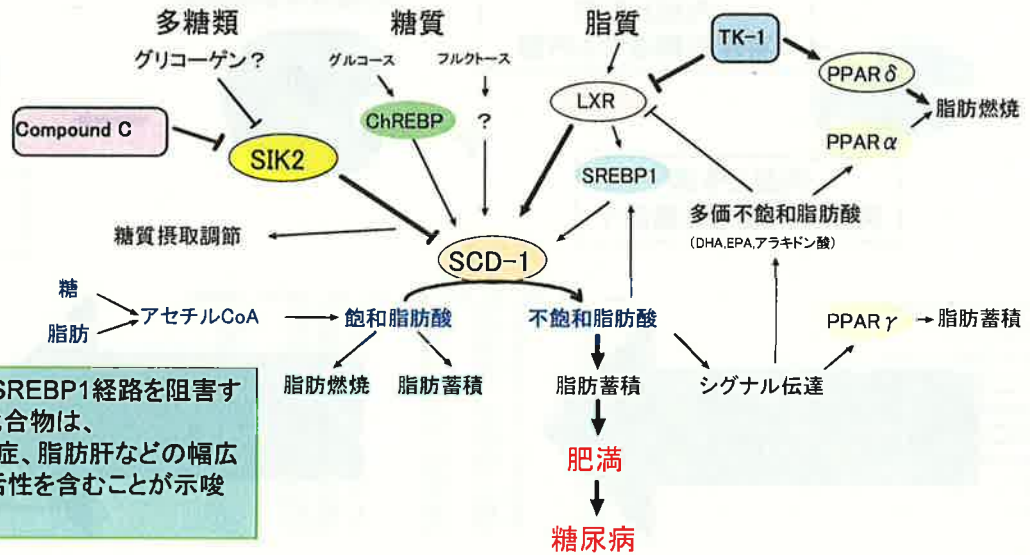 多糖類
グリコーゲン？
糖質
グルコース
フルクトース
脂質
TK-1
PPARδ
脂肪燃焼
LXR
ChREBP
？
Compound C
SIK2
PPARα
SREBP1
多価不飽和脂肪酸
(DHA,EPA,アラキドン酸)
糖質摂取調節
SCD-1
糖
脂肪
アセチルCoA
飽和脂肪酸
不飽和脂肪酸
PPARγ
脂肪蓄積
脂肪燃焼
脂肪蓄積
脂肪蓄積
シグナル伝達
肥満
糖尿病
SREBP1経路を阻害す
合物は、
症、脂肪肝などの幅広
活性を含むことが示唆